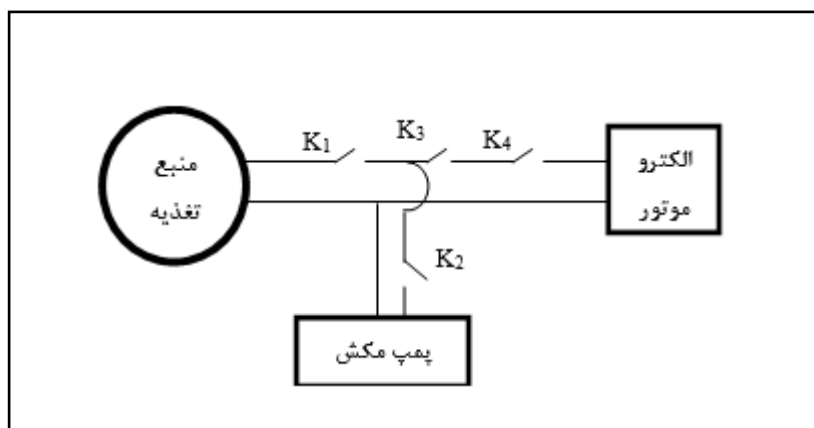 منبع
تغذیه
K1
K3
K4
الکترو
موتور
K2
پمپ مکش